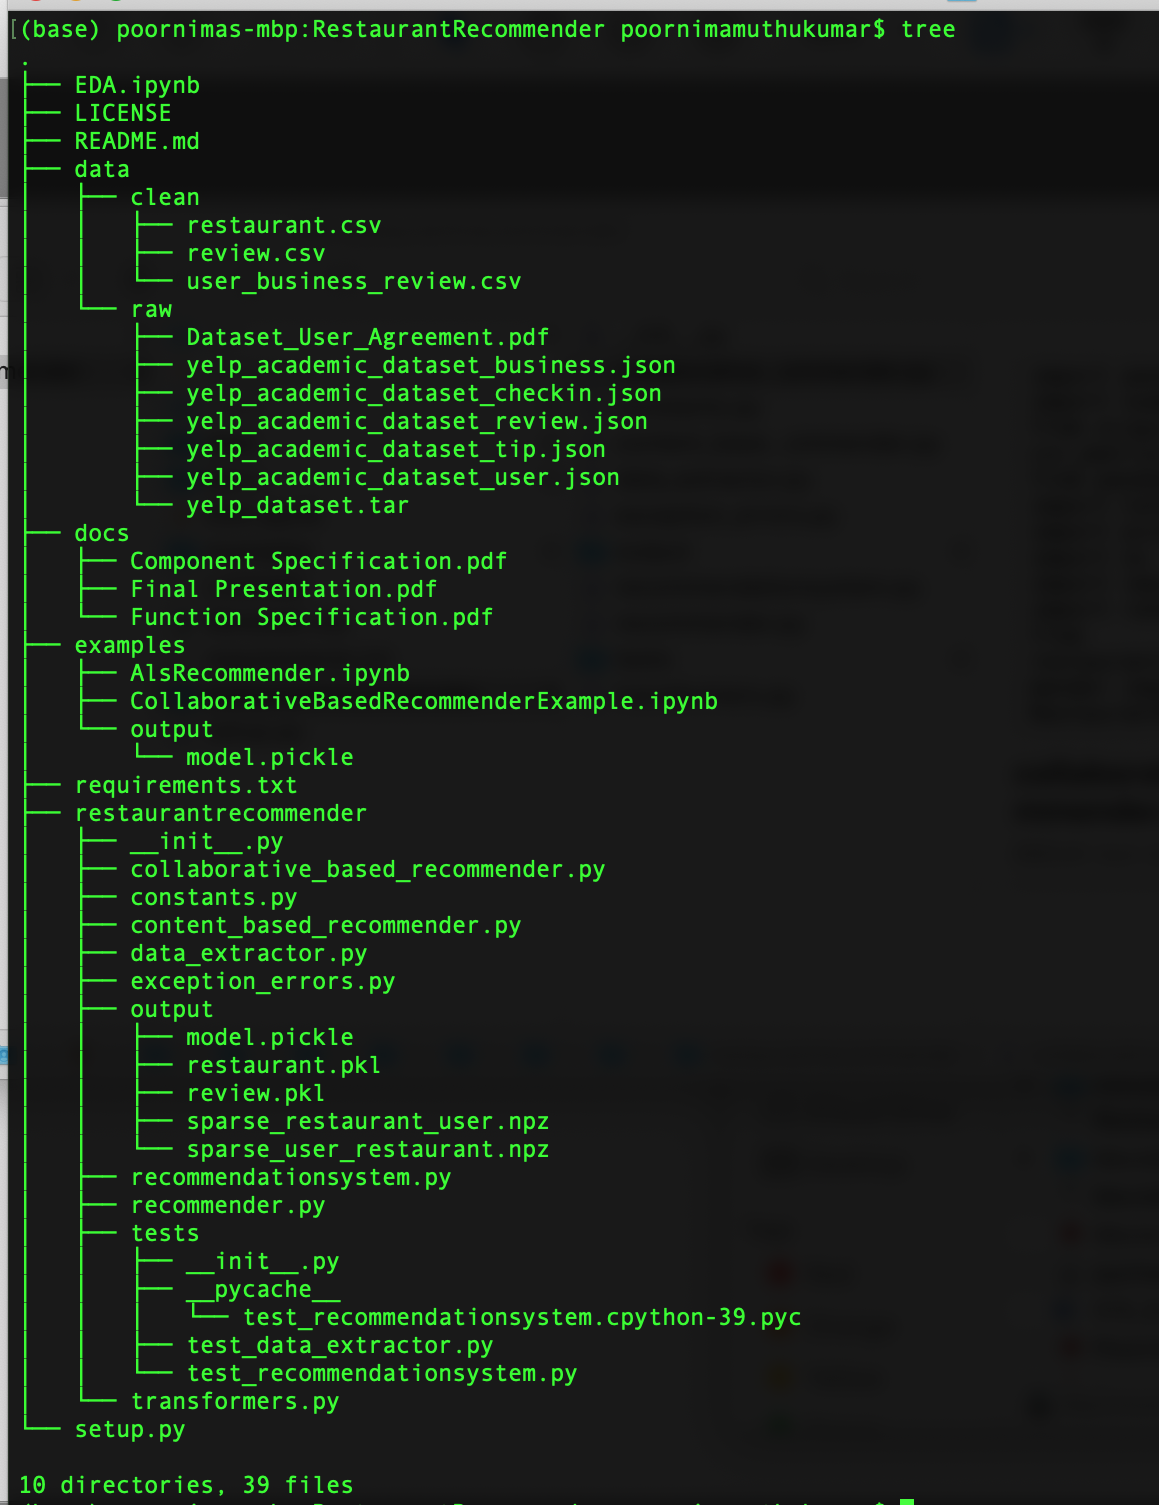 [(base) poornimas-mbp:RestaurantRecommender poornimamuthukumar$ tree
.
├── EDA.ipynb
├── LICENSE
├── README.md
├── data
│   ├── clean
│   │   ├── restaurant.csv
│   │   ├── review.csv
│   │   └── user_business_review.csv
│   └── raw
│       ├── Dataset_User_Agreement.pdf
│       ├── yelp_academic_dataset_business.json
│       ├── yelp_academic_dataset_checkin.json
│       ├── yelp_academic_dataset_review.json
│       ├── yelp_academic_dataset_tip.json
│       ├── yelp_academic_dataset_user.json
│       └── yelp_dataset.tar
├── docs
│   ├── Component Specification.pdf
│   ├── Final Presentation.pdf
│   └── Function Specification.pdf
├── examples
│   ├── AlsRecommender.ipynb
│   ├── CollaborativeBasedRecommenderExample.ipynb
│   └── output
│       └── model.pickle
├── requirements.txt
├── restaurantrecommender
│   ├── __init__.py
│   ├── collaborative_based_recommender.py
│   ├── constants.py
│   ├── content_based_recommender.py
│   ├── data_extractor.py
│   ├── exception_errors.py
│   ├── output
│   │   ├── model.pickle
│   │   ├── restaurant.pkl
│   │   ├── review.pkl
│   │   ├── sparse_restaurant_user.npz
│   │   └── sparse_user_restaurant.npz
│   ├── recommendationsystem.py
│   ├── recommender.py
│   ├── tests
│   │   ├── __init__.py
│   │   ├── __pycache__
│   │   │   └── test_recommendationsystem.cpython-39.pyc
│   │   ├── test_data_extractor.py
│   │   └── test_recommendationsystem.py
│   └── transformers.py
└── setup.py
10 directories, 39 files